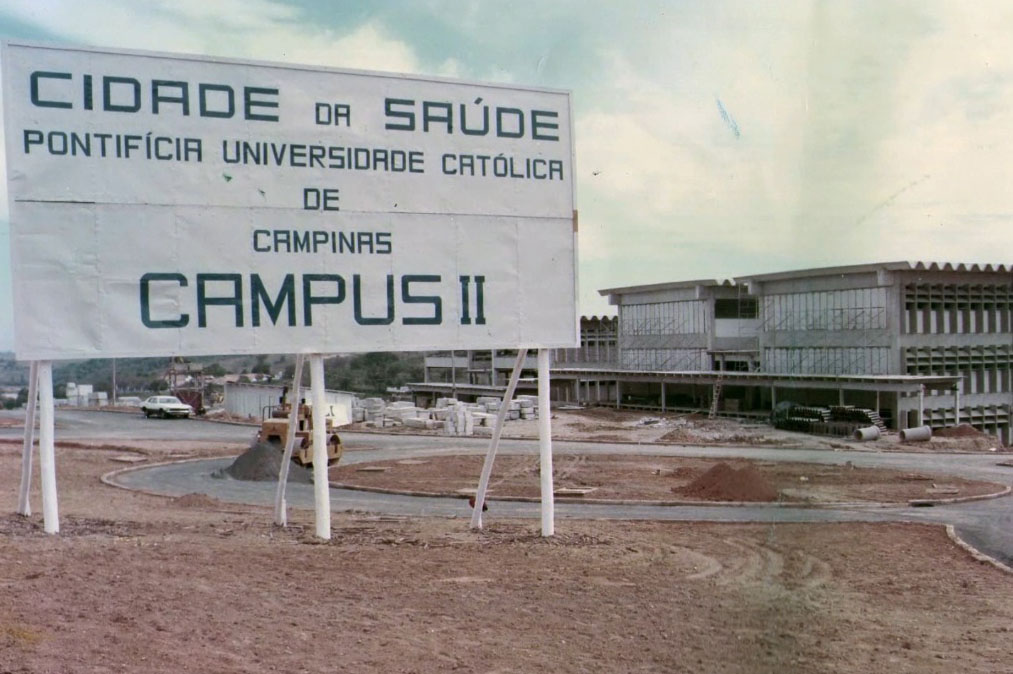 CIDADE DA SAÚDE
PONTIFÍCIA UNIVERSIDADE CATÓLICA
DE
CAMPINAS
CAMPUS II